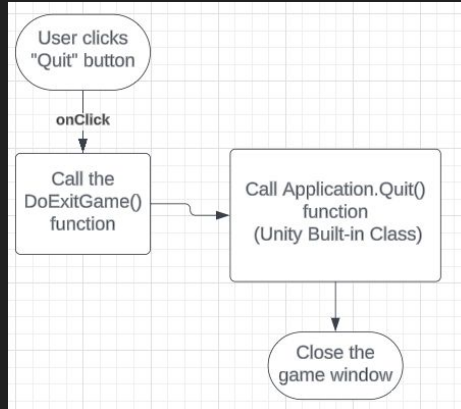 User clicks
"Quit" button
onClick
Call the
DoExitGame()
function
Call Application.Quit()
function
(Unity Built-in Class)
Close the
game window